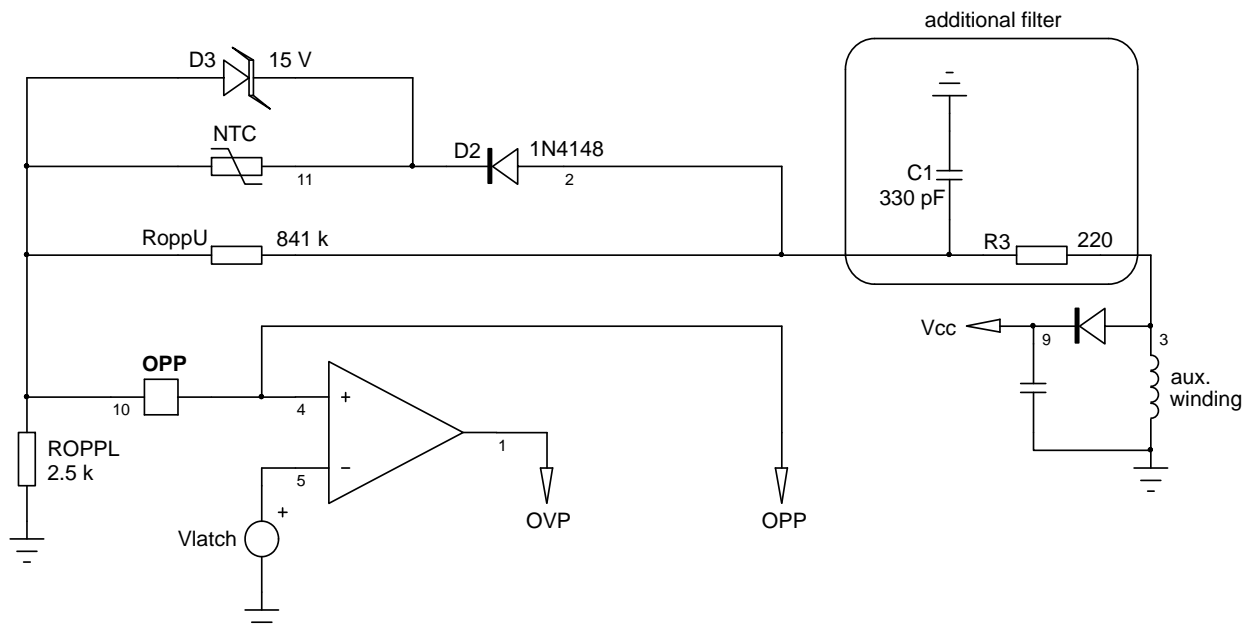 additional filter
D3 15 V
NTC
11
D2 1N4148
2
C1
330 pF
RoppU 841 k
R3 220
Vcc
9
3
aux.
winding
OPP
10
4
+
1
ROPPL
2.5 k
5
−
+
Vlatch
OVP
OPP